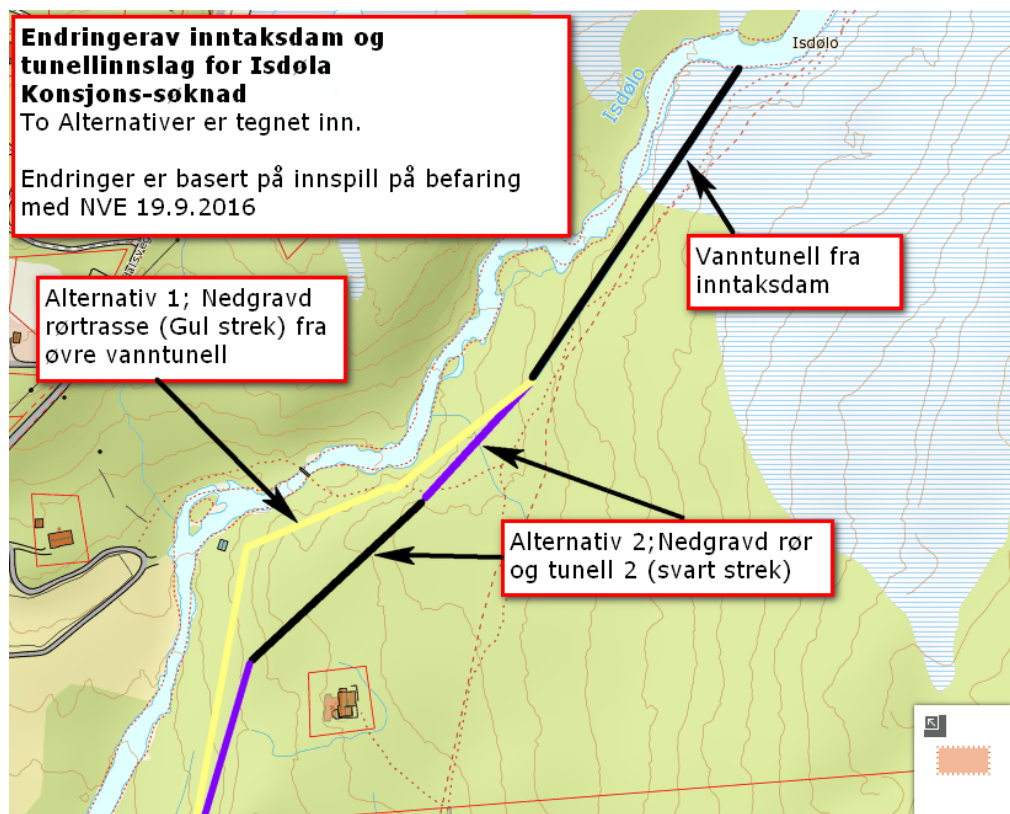 Endringerav inntaksdam og
tunellinnslag for Isdøla
Konsjons-søknad
To Alternativer er tegnet inn.
Endringer er basert på innspill på befaring
med NVE 19.9.2016
Isdølo
Isdølo
Vanntunell fra
inntaksdam
Alternativ 1; Nedgravd
rørtrasse (Gul strek) fra
øvre vanntunell
Alternativ 2;Nedgravd rør
og tunell 2 (svart strek)